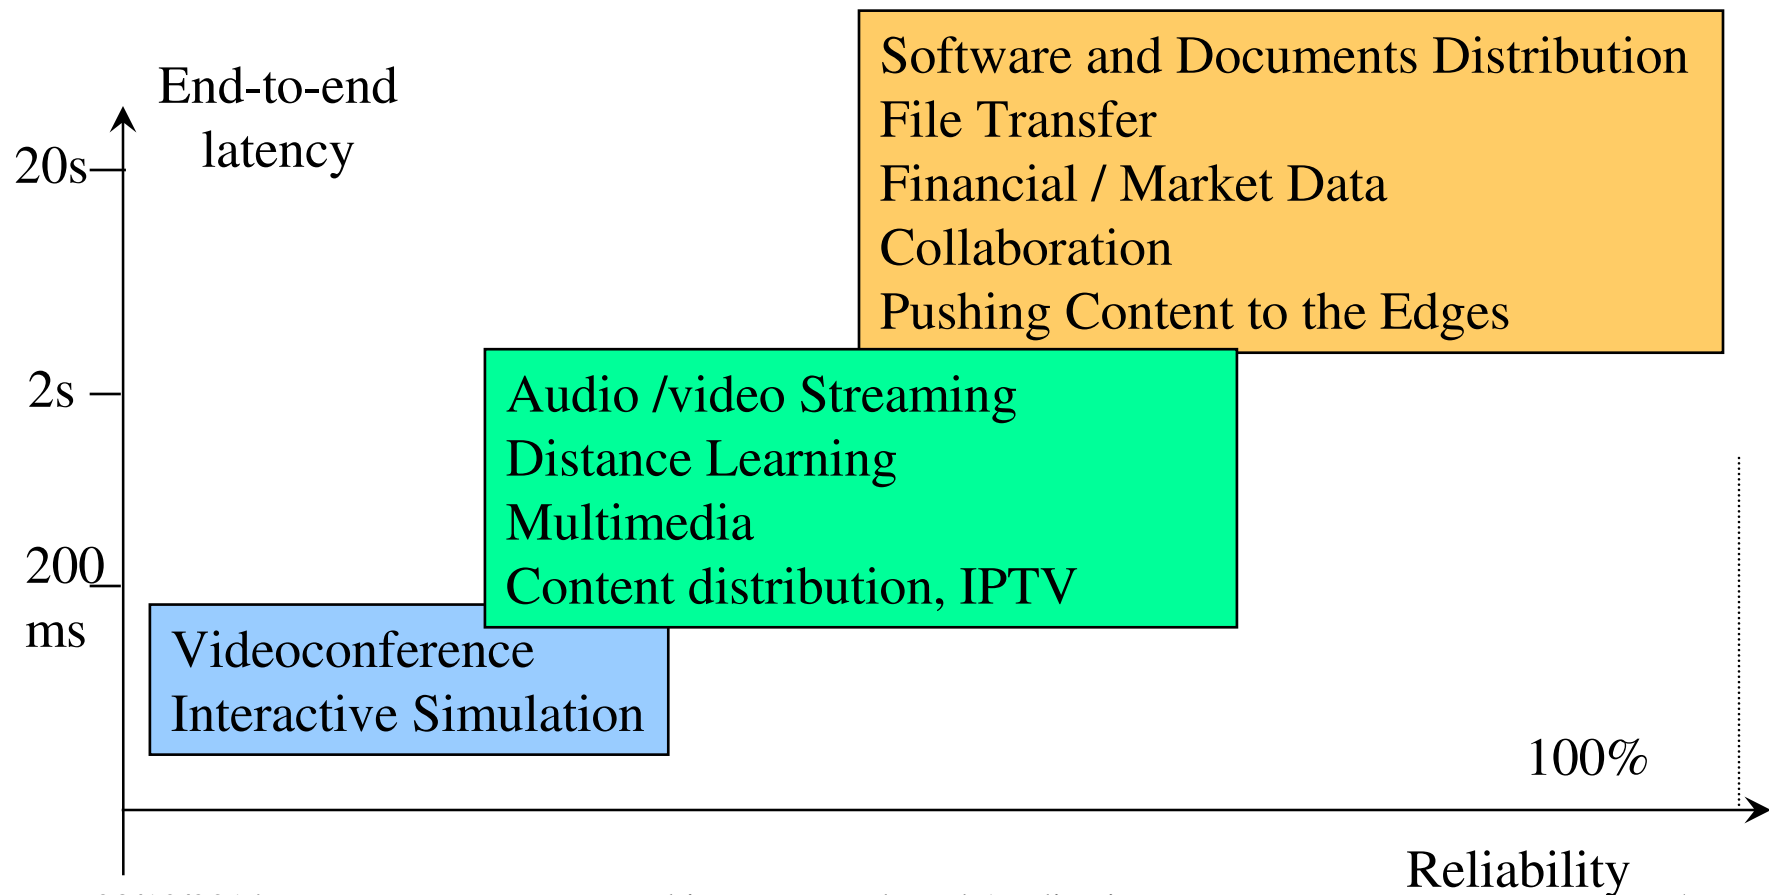 Software and Documents Distribution
File Transfer
Financial / Market Data
Collaboration
Pushing Content to the Edges
End-to-end
latency
20s
2s
200
ms
Audio /video Streaming
Distance Learning
Multimedia
Content distribution, IPTV
Videoconference
Interactive Simulation
100%
Reliability